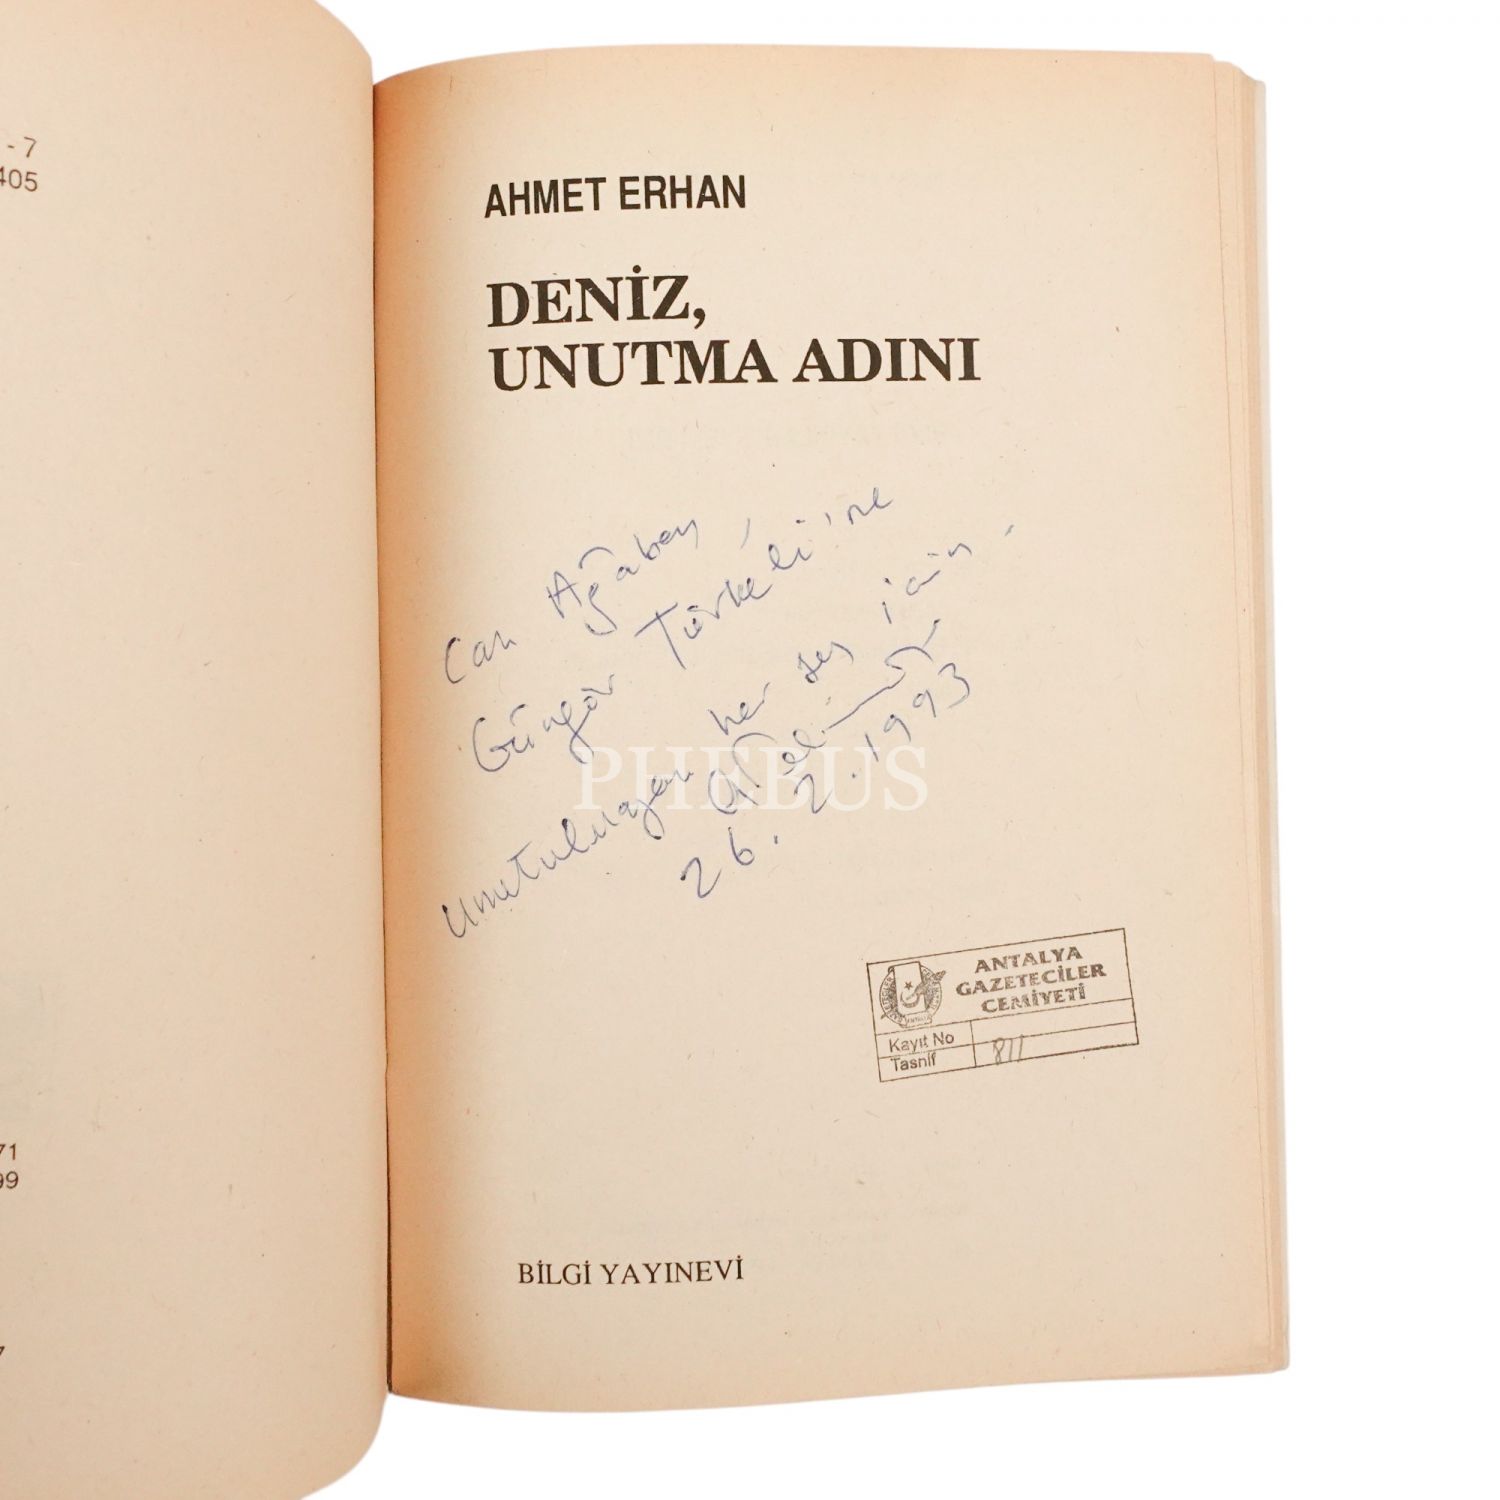 - 7
405
71
99
7
AHMET ERHAN
DENİZ,
UNUTMA ADINI
Can Ağabey,
Güngör Türkeli'ne
unutulmayan her şey için.
26.2.1993
PHEBUS
ANTALYA
GAZETECİLER
CEMİYETİ
Kayıt No
Tasnif 811
BİLGİ YAYINEVİ